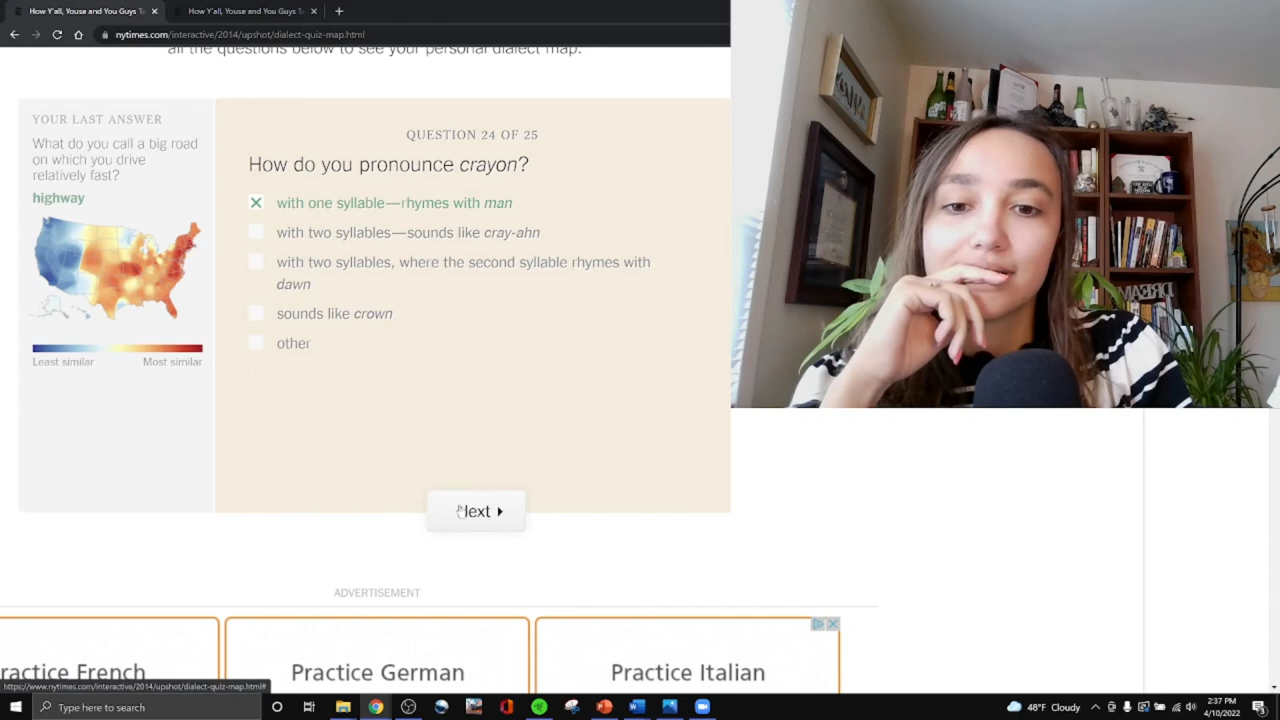 How Y'all, Youse and You Guys T
How Y'all, Youse and You Guys T
nytimes.com/interactive/2014/upshot/dialect-quiz-map.html
all the questions below to see your personal dialect map.
YOUR LAST ANSWER
What do you call a big road
on which you drive
relatively fast?
highway
Least similar
Most similar
QUESTION 24 OF 25
How do you pronounce crayon?
with one syllable—rhymes with man
with two syllables—sounds like cray-ahn
with two syllables, where the second syllable rhymes with
dawn
sounds like crown
other
Next
DREAM
ADVERTISEMENT
ractice French
Practice German
Practice Italian
https://www.nytimes.com/interactive/2014/upshot/dialect-quiz-map.html#
Type here to search
48°F Cloudy
2:37 PM
4/10/2022